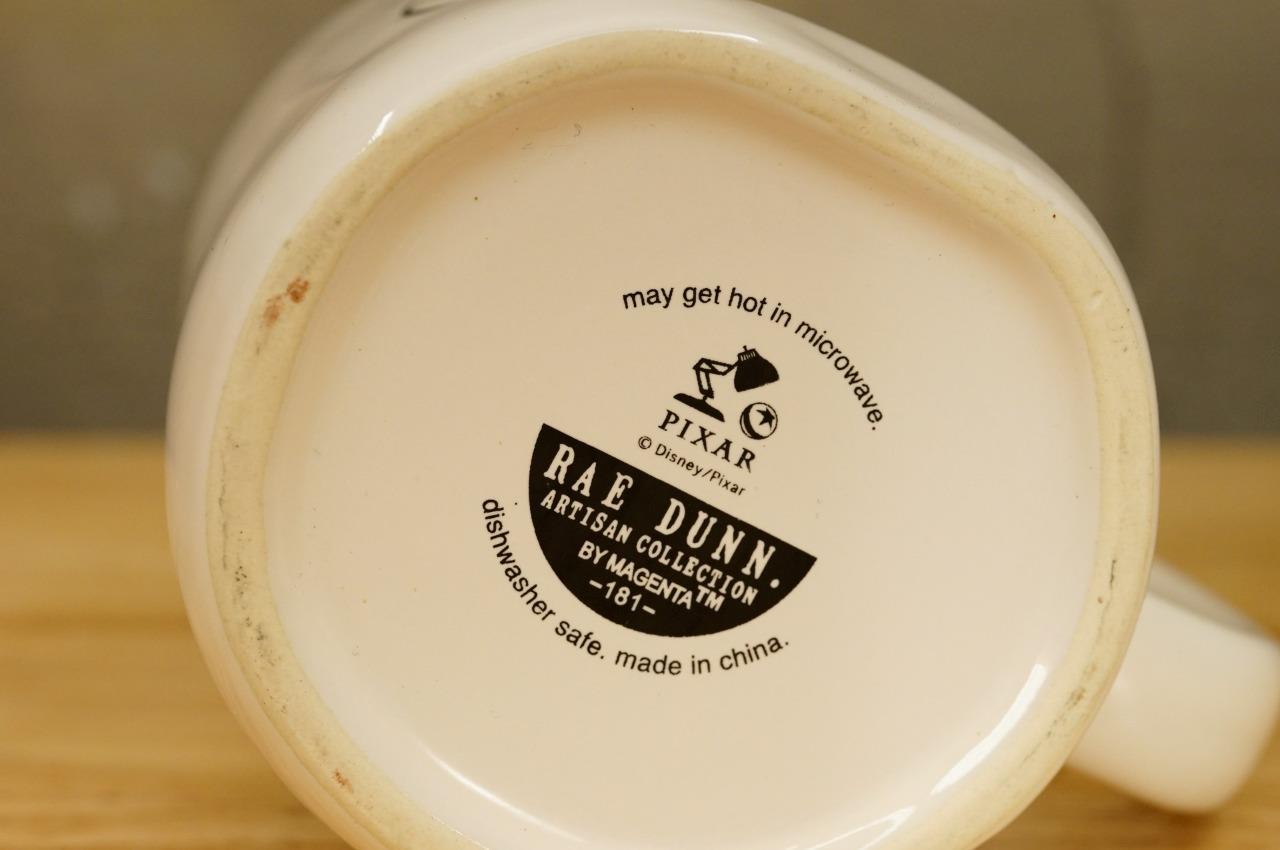 may get hot in microwave.
PIXAR
© Disney/Pixar
RAE DUNN.
ARTISAN COLLECTION
BY MAGENTA™
-181-
dishwasher safe. made in china.